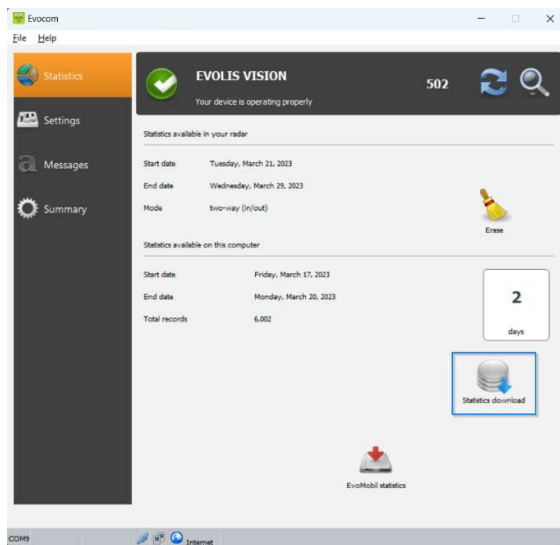 Evocom
File Help
Statistics
Settings
Messages
Summary
EVOLIS VISION
502
Your device is operating properly
Statistics available in your radar
Start date Tuesday, March 21, 2023
End date Wednesday, March 29, 2023
Mode two-way (in/out)
Erase
Statistics available on this computer
Start date Friday, March 17, 2023
End date Monday, March 20, 2023
Total records 6,002
2
days
Statistics download
EvoMobil statistics
COM9 Internet